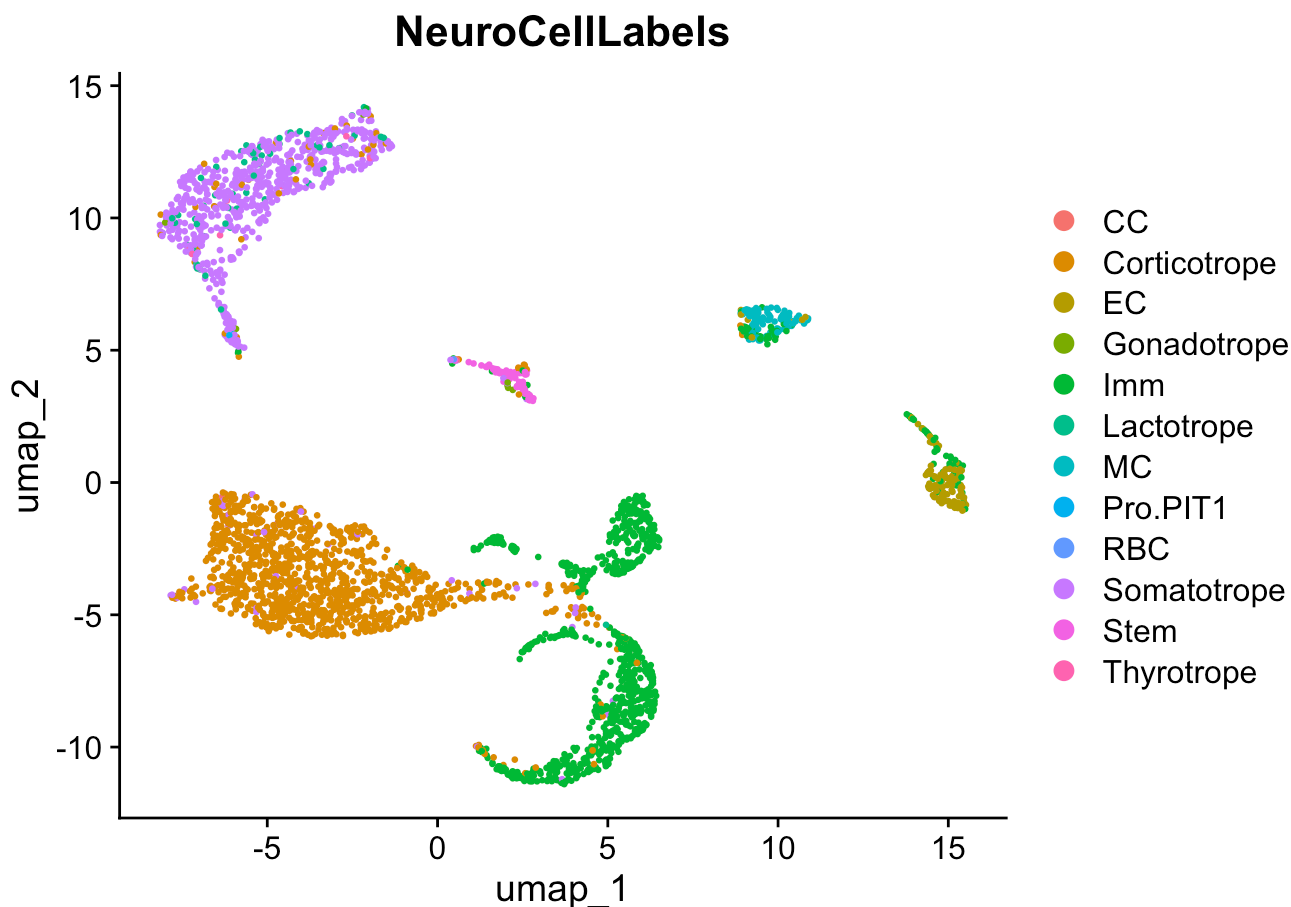 NeuroCellLabels
15
10
5
0
-5
-10
umap_2
-5
0
5
10
15
umap_1
CC
Corticotrope
EC
Gonadotrope
Imm
Lactotrope
MC
Pro.PIT1
RBC
Somatotrope
Stem
Thyrotrope